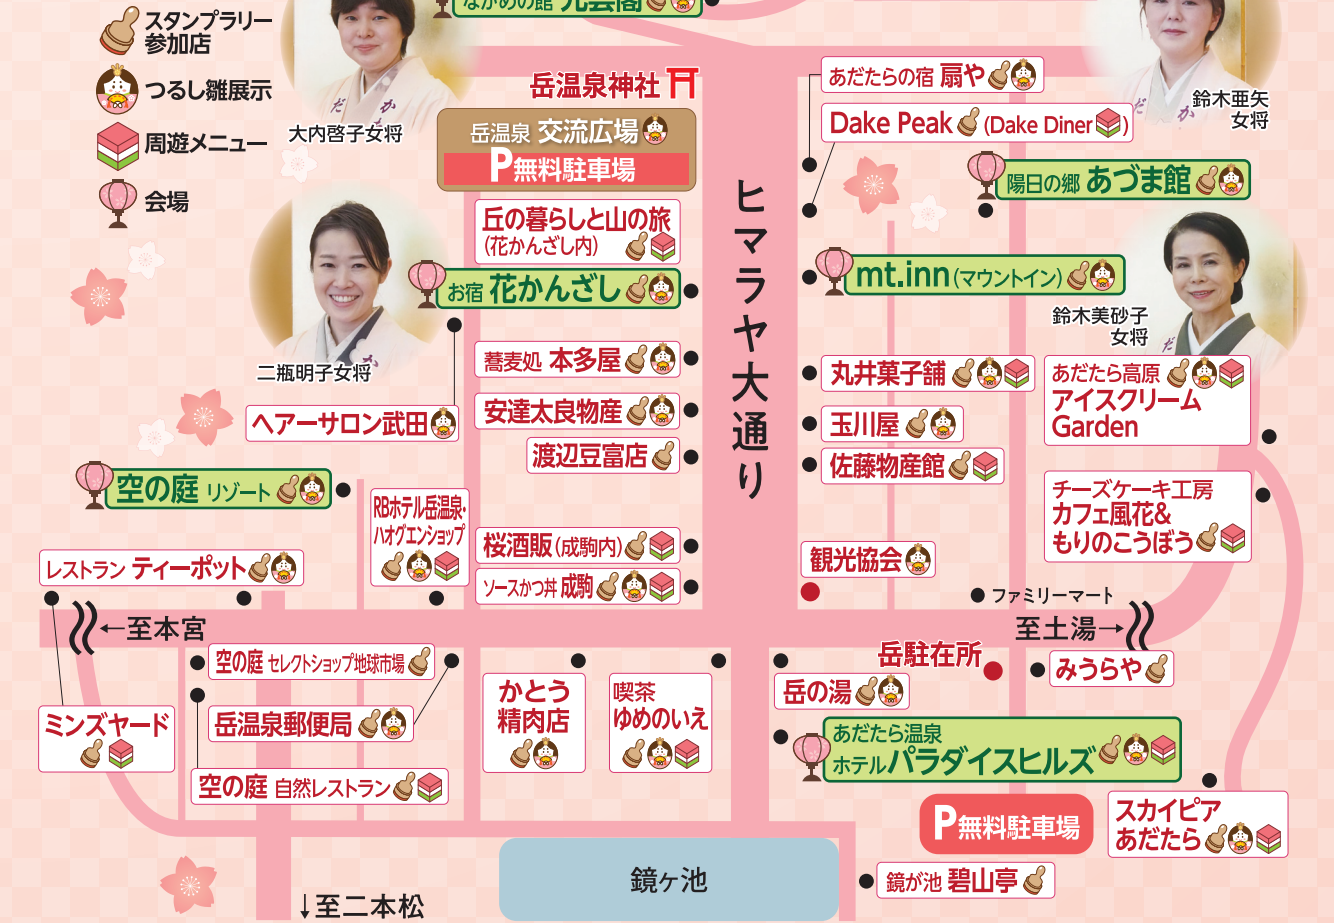 ながめの館 光雲閣
スタンプラリー
参加店
つるし雛展示
周遊メニュー
会場
大内啓子女将
岳温泉神社
岳温泉 交流広場
P無料駐車場
あだたらの宿 扇や
Dake Peak (Dake Diner)
鈴木亜矢
女将
陽日の郷 あづま館
ヒマラヤ大通り
丘の暮らしと山の旅
(花かんざし内)
お宿 花かんざし
mt.inn (マウントイン)
二瓶明子女将
鈴木美砂子
女将
蕎麦処 本多屋
安達太良物産
渡辺豆富店
ヘアーサロン武田
丸井菓子舗
玉川屋
佐藤物産館
あだたら高原
アイスクリーム
Garden
チーズケーキ工房
カフェ風花&
もりのこうぼう
空の庭 リゾート
RBホテル岳温泉・
ハオグエンショップ
桜酒販 (成駒内)
ソースかつ丼 成駒
観光協会
レストラン ティーポット
←至本宮
ファミリーマート
至土湯→
空の庭 セレクトショップ地球市場
岳温泉郵便局
空の庭 自然レストラン
ミンズヤード
かとう
精肉店
喫茶
ゆめのいえ
岳の湯
岳駐在所
みうらや
あだたら温泉
ホテルパラダイスヒルズ
P無料駐車場
スカイピア
あだたら
鏡ヶ池
鏡が池 碧山亭
↓至二本松